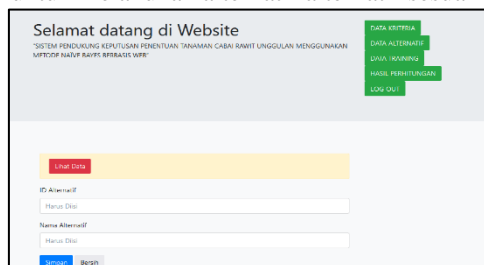 Selamat datang di Website
"SISTEM PENDUKUNG KEPUTUSAN PENENTUAN TANAMAN CABAI RAWIT UNGGULAN MENGGUNAKAN
METODE NAÏVE BAYES BERBASIS WEB"
DATA KRITERIA
DATA ALTERNATIF
DATA TRAINING
HASIL PERHITUNGAN
LOG OUT
Lihat Data
ID Alternatif
Harus Diisi
Nama Alternatif
Harus Diisi
Simpan Bersih